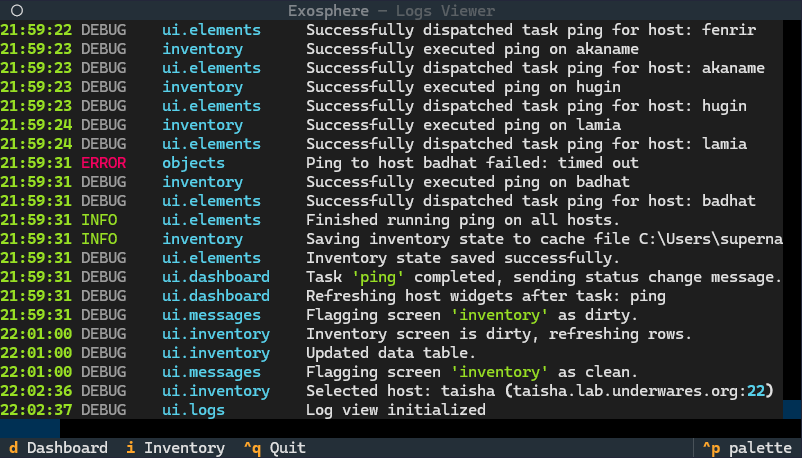 Exosphere — Logs Viewer
21:59:22 DEBUG ui.elements Successfully dispatched task ping for host: fenrir
21:59:23 DEBUG inventory Successfully executed ping on akaname
21:59:23 DEBUG ui.elements Successfully dispatched task ping for host: akaname
21:59:23 DEBUG inventory Successfully executed ping on hugin
21:59:23 DEBUG ui.elements Successfully dispatched task ping for host: hugin
21:59:24 DEBUG inventory Successfully executed ping on lamia
21:59:24 DEBUG ui.elements Successfully dispatched task ping for host: lamia
21:59:31 ERROR objects Ping to host badhat failed: timed out
21:59:31 DEBUG inventory Successfully executed ping on badhat
21:59:31 DEBUG ui.elements Successfully dispatched task ping for host: badhat
21:59:31 INFO ui.elements Finished running ping on all hosts.
21:59:31 INFO inventory Saving inventory state to cache file C:\Users\superna
21:59:31 DEBUG ui.elements Inventory state saved successfully.
21:59:31 DEBUG ui.dashboard Task 'ping' completed, sending status change message.
21:59:31 DEBUG ui.dashboard Refreshing host widgets after task: ping
21:59:31 DEBUG ui.messages Flagging screen 'inventory' as dirty.
22:01:00 DEBUG ui.inventory Inventory screen is dirty, refreshing rows.
22:01:00 DEBUG ui.inventory Updated data table.
22:01:00 DEBUG ui.messages Flagging screen 'inventory' as clean.
22:02:36 DEBUG ui.inventory Selected host: taisha (taisha.lab.underwares.org:22)
22:02:37 DEBUG ui.logs Log view initialized
d Dashboard i Inventory ^q Quit ^p palette